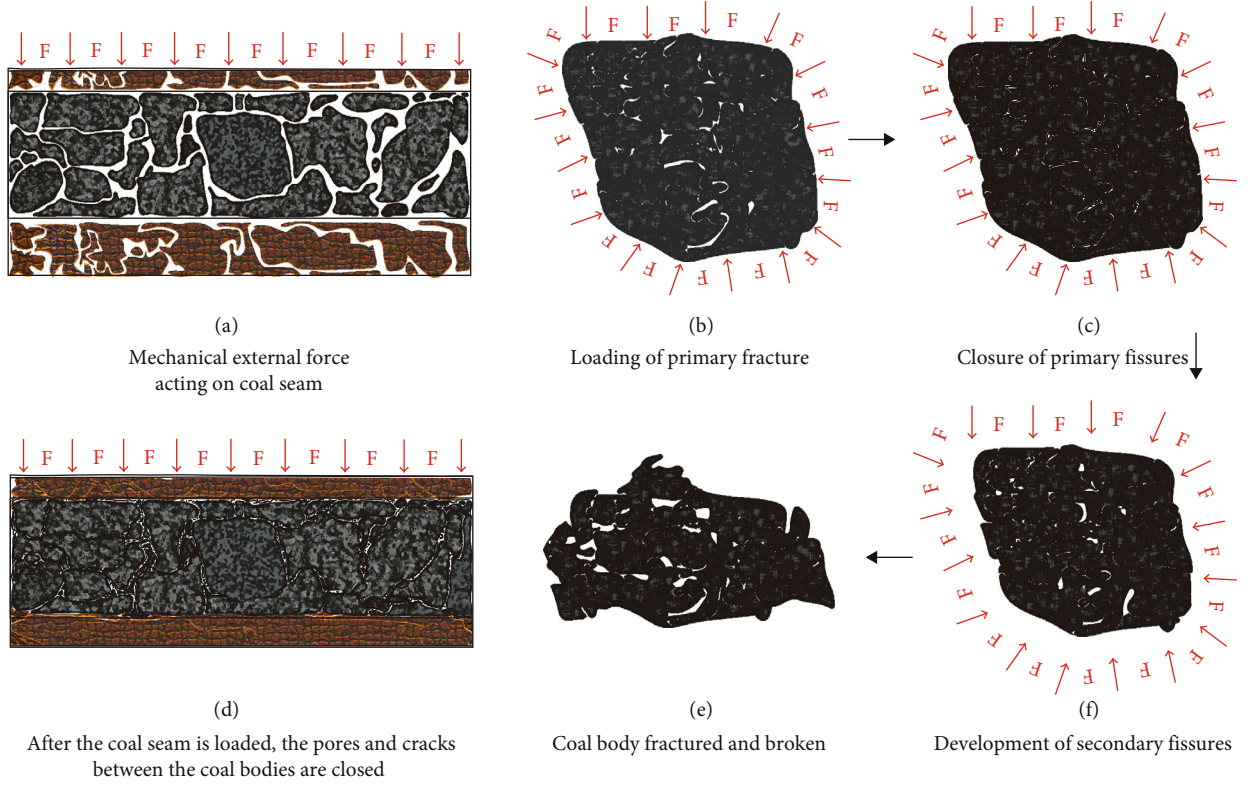 F F F F F F F F
(a)
Mechanical external force
acting on coal seam
F F F F F F F F F F F F F F
(b)
Loading of primary fracture
F F F F F F F F F F F F F F
(c)
Closure of primary fissures
F F F F F F F F
(d)
After the coal seam is loaded, the pores and cracks
between the coal bodies are closed
(e)
Coal body fractured and broken
F F F F F F F F F F F F F F
(f)
Development of secondary fissures